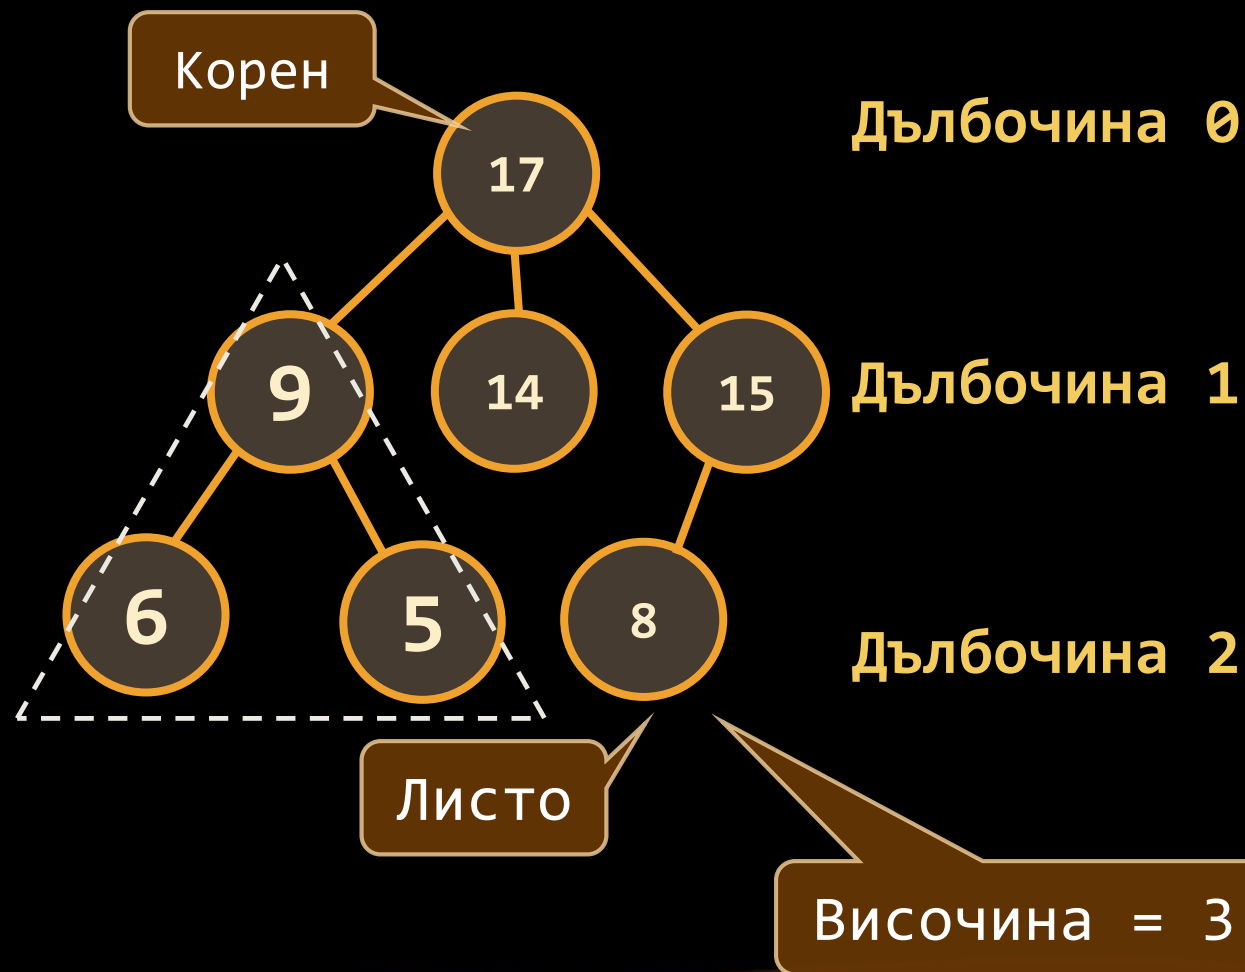 Корен
Дълбочина 0
17
9
14
15
Дълбочина 1
6
5
8
Дълбочина 2
Листо
Височина = 3